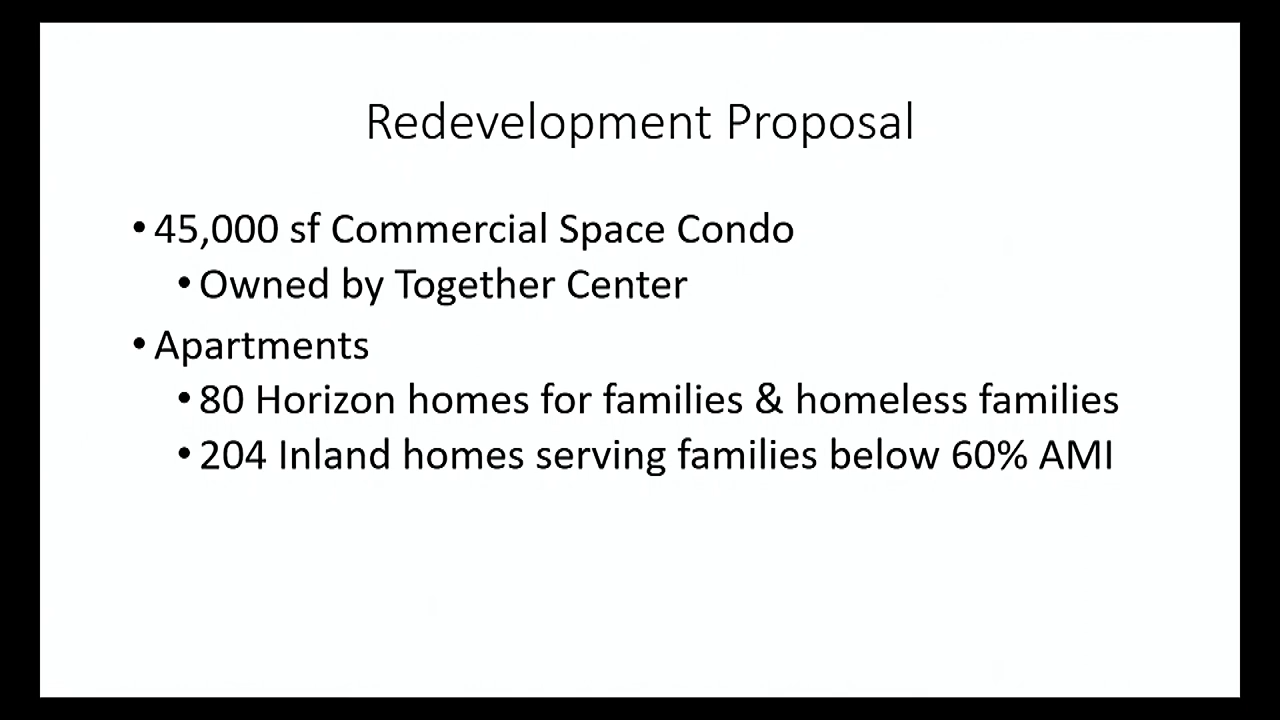 Redevelopment Proposal
• 45,000 sf Commercial Space Condo
• Owned by Together Center
• Apartments
• 80 Horizon homes for families & homeless families
• 204 Inland homes serving families below 60% AMI